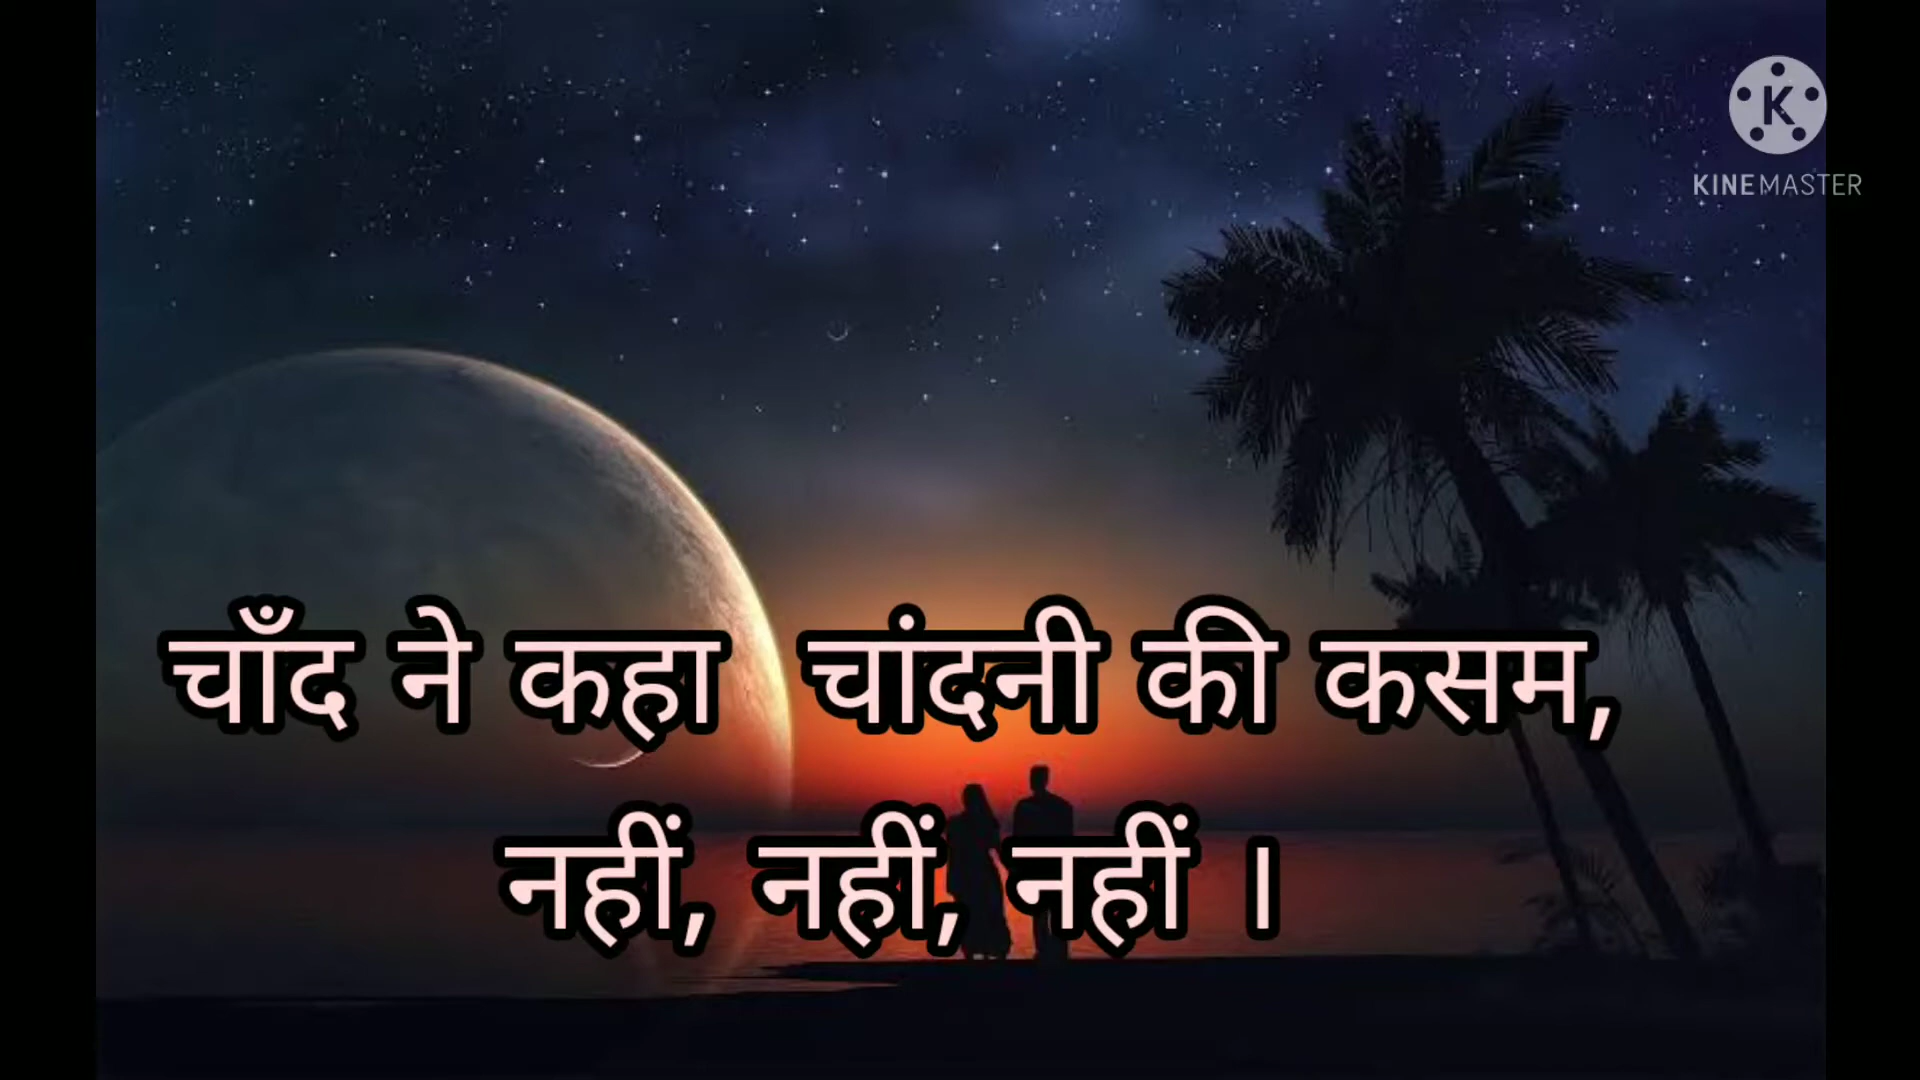 K
KINEMASTER
चाँद ने कहा चांदनी की कसम,
नहीं, नहीं, नहीं ।